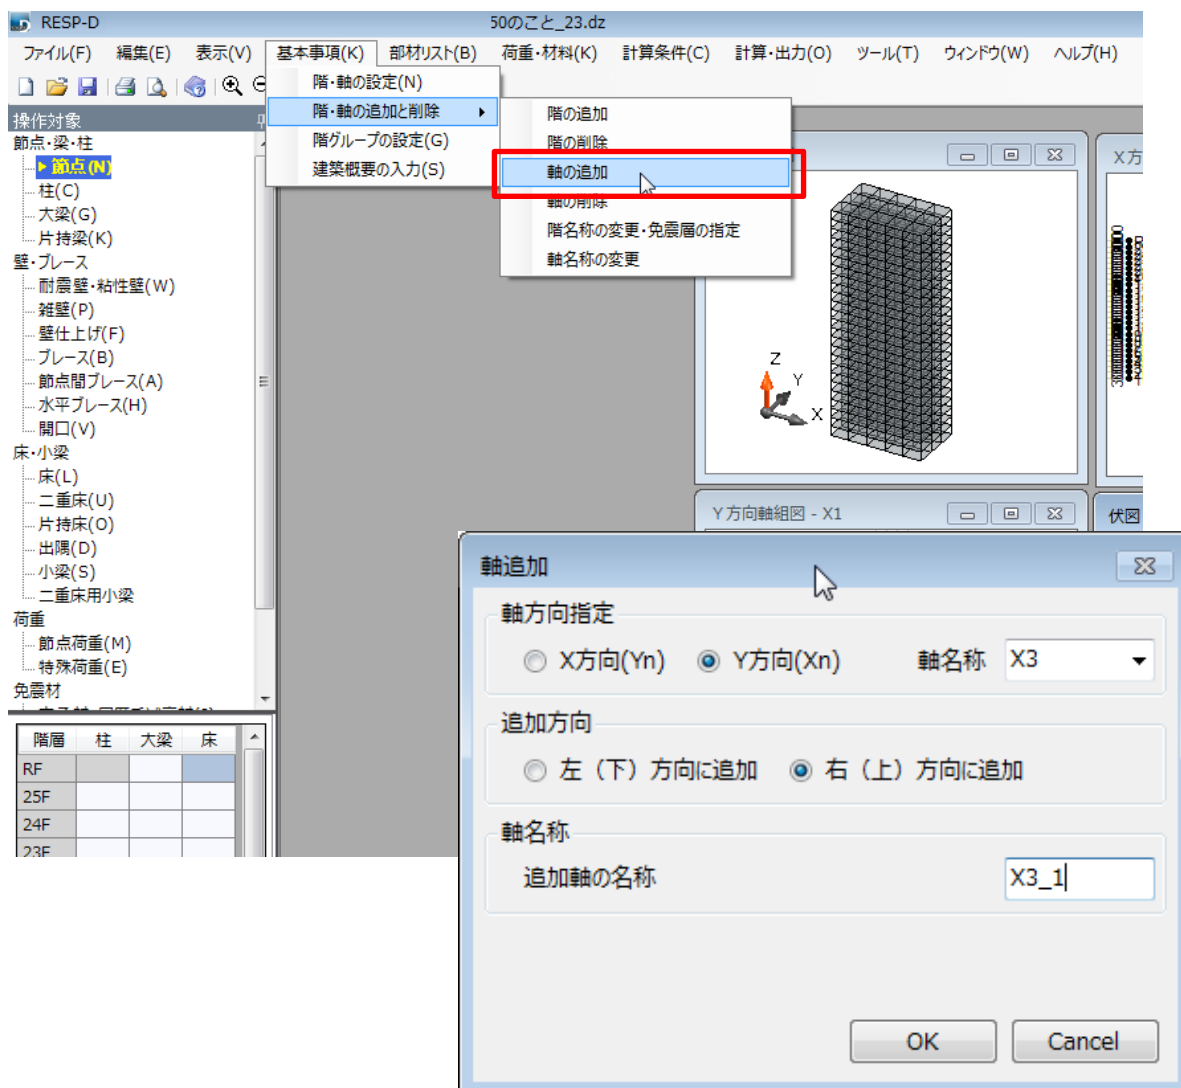 RESP-D
50のこと_23.dz
ファイル(F) 編集(E) 表示(V) 基本事項(K) 部材リスト(B) 荷重・材料(K) 計算条件(C) 計算・出力(O) ツール(T) ウィンドウ(W) ヘルプ(H)
階・軸の設定(N)
階・軸の追加と削除
階グループの設定(G)
建築概要の入力(S)
階の追加
階の削除
軸の追加
軸の削除
階名称の変更・免震層の指定
軸名称の変更
操作対象
節点・梁・柱
節点(N)
柱(C)
大梁(G)
片持梁(K)
壁・ブレース
耐震壁・粘性壁(W)
雑壁(P)
壁仕上げ(F)
ブレース(B)
節点間ブレース(A)
水平ブレース(H)
開口(V)
床・小梁
床(L)
二重床(U)
片持床(O)
出隅(D)
小梁(S)
二重床用小梁
荷重
節点荷重(M)
特殊荷重(E)
免震材
階層 柱 大梁 床
RF
25F
24F
23F
X方
Z
Y
X
Y方向軸組図 - X1
伏図
軸追加
軸方向指定
X方向(Yn) Y方向(Xn) 軸名称 X3
追加方向
左（下）方向に追加 右（上）方向に追加
軸名称
追加軸の名称 X3_1
OK Cancel